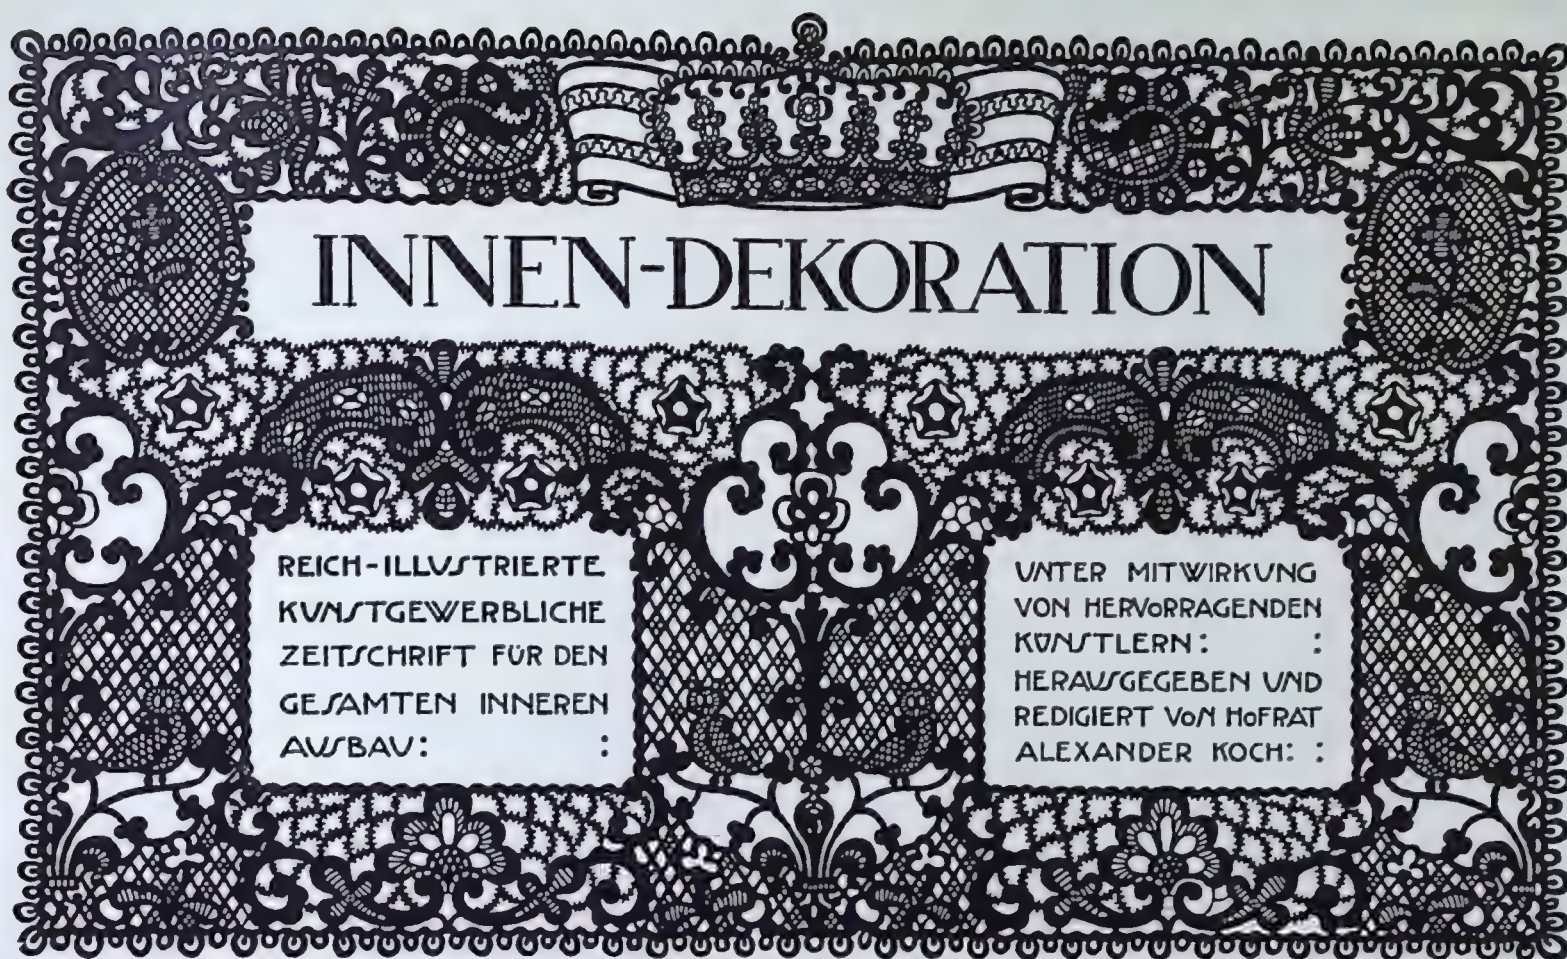 INNEN-DEKORATION
REICH-ILLUSTRIERTE
KUNSTGEWERBLICHE
ZEITSCHRIFT FÜR DEN
GESAMTEN INNEREN
AUSBAU: :
UNTER MITWIRKUNG
VON HERVORRAGENDEN
KÜNSTLERN: :
HERAUSGEGEBEN UND
REDIGIERT VON HOFRAT
ALEXANDER KOCH: :